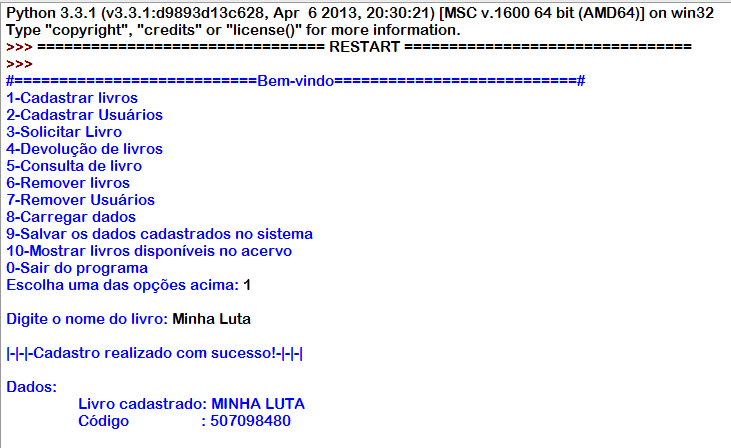 Python 3.3.1 (v3.3.1:d9893d13c628, Apr  6 2013, 20:30:21) [MSC v.1600 64 bit (AMD64)] on win32
Type "copyright", "credits" or "license()" for more information.
>>> ================================ RESTART ================================
>>>
#===========================Bem-vindo===========================#
1-Cadastrar livros
2-Cadastrar Usuários
3-Solicitar Livro
4-Devolução de livros
5-Consulta de livro
6-Remover livros
7-Remover Usuários
8-Carregar dados
9-Salvar os dados cadastrados no sistema
10-Mostrar livros disponíveis no acervo
0-Sair do programa
Escolha uma das opções acima: 1
Digite o nome do livro: Minha Luta
|-|-|-Cadastro realizado com sucesso!-|-|-|
Dados:
Livro cadastrado: MINHA LUTA
Código : 507098480